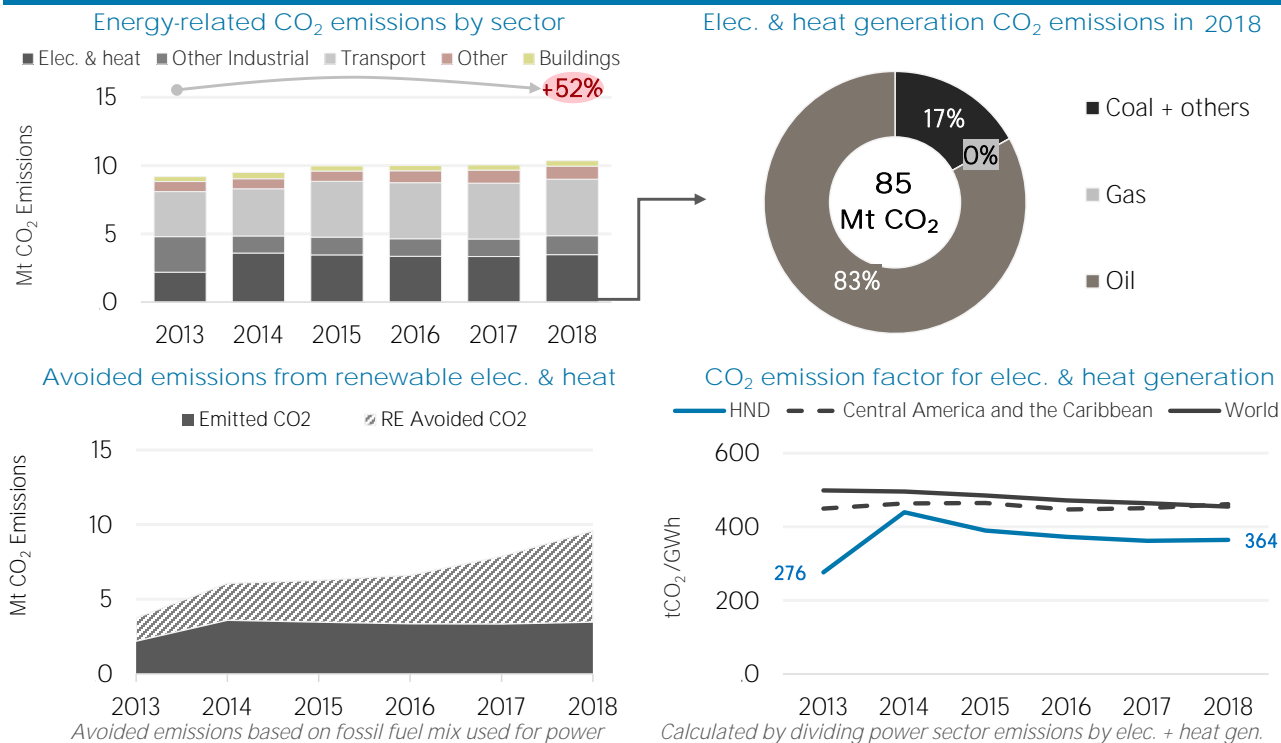 Energy-related CO₂ emissions by sector
Elec. & heat
Other Industrial
Transport
Other
Buildings
+52%
Mt CO₂ Emissions
15
10
5
0
2013 2014 2015 2016 2017 2018
Elec. & heat generation CO₂ emissions in 2018
17%
0%
83%
85
Mt CO₂
Coal + others
Gas
Oil
Avoided emissions from renewable elec. & heat
Emitted CO2
RE Avoided CO2
Mt CO₂ Emissions
15
10
5
0
2013 2014 2015 2016 2017 2018
Avoided emissions based on fossil fuel mix used for power
CO₂ emission factor for elec. & heat generation
HND
Central America and the Caribbean
World
tCO₂ /GWh
600
400
200
.0
276
364
2013 2014 2015 2016 2017 2018
Calculated by dividing power sector emissions by elec. + heat gen.